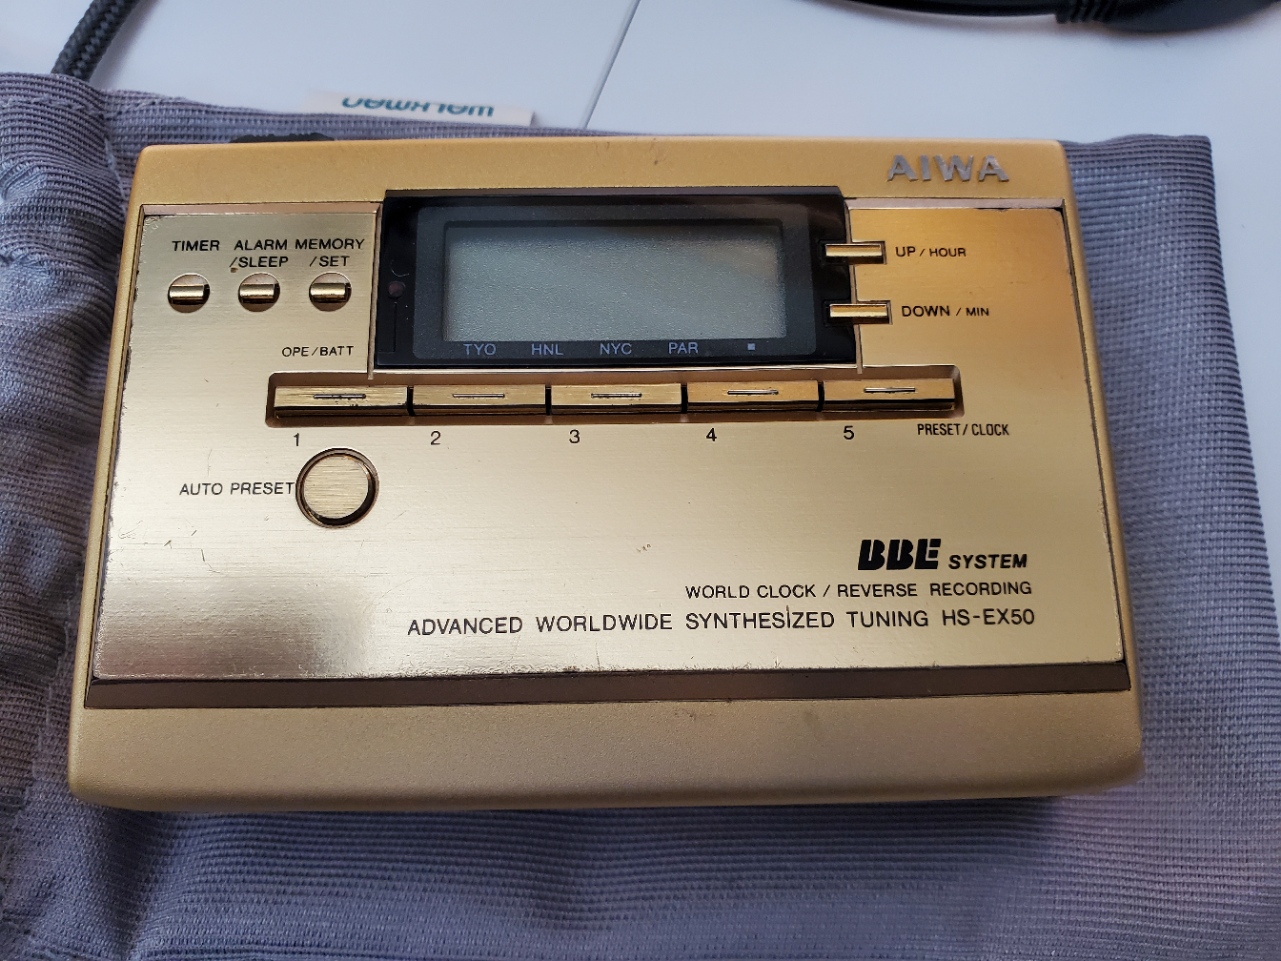 AIWA
TIMER
ALARM
/SLEEP
MEMORY
/SET
UP / HOUR
DOWN / MIN
OPE/BATT
TYO HNL NYC PAR
1 2 3 4 5
PRESET/CLOCK
AUTO PRESET
BBE SYSTEM
WORLD CLOCK / REVERSE RECORDING
ADVANCED WORLDWIDE SYNTHESIZED TUNING HS-EX50